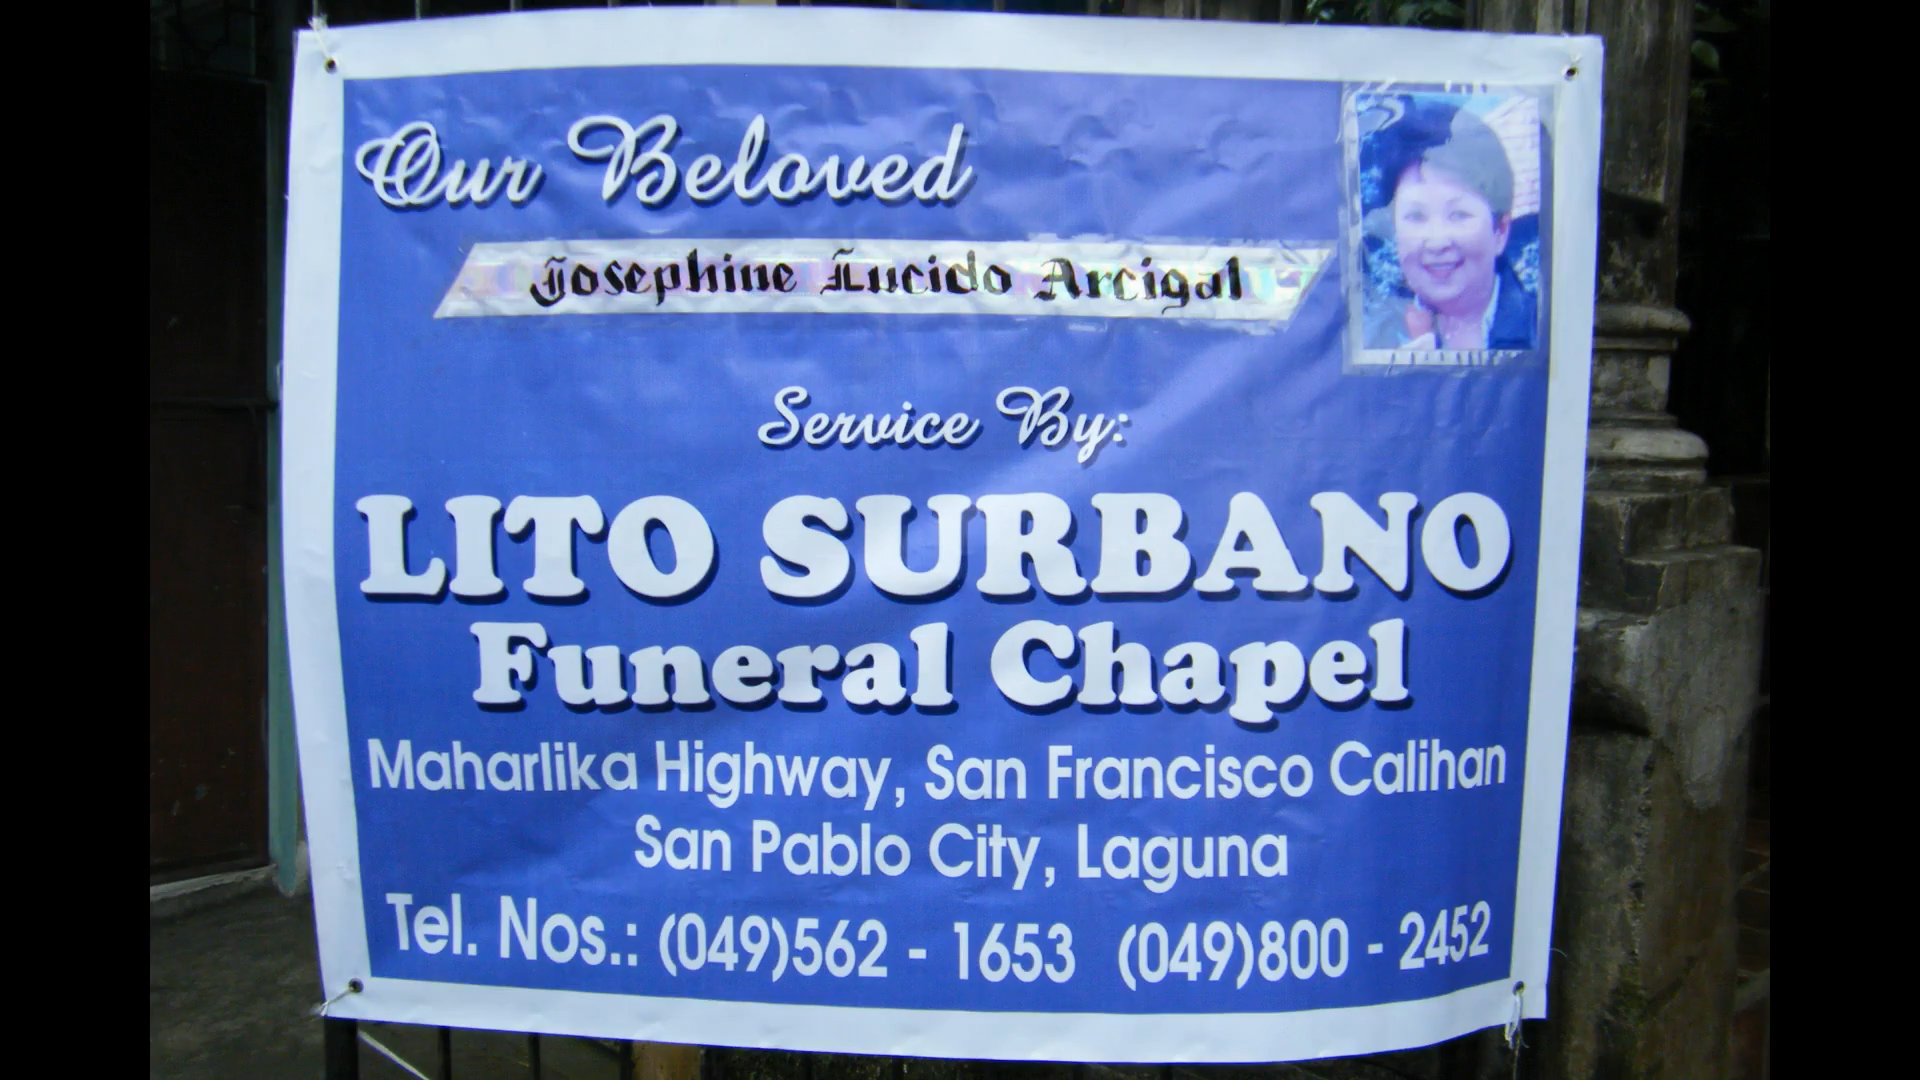 Our Beloved
Josephine Lucido Arcigal
Service By:
LITO SURBANO
Funeral Chapel
Maharlika Highway, San Francisco Calihan
San Pablo City, Laguna
Tel. Nos.: (049)562 - 1653 (049)800 - 2452